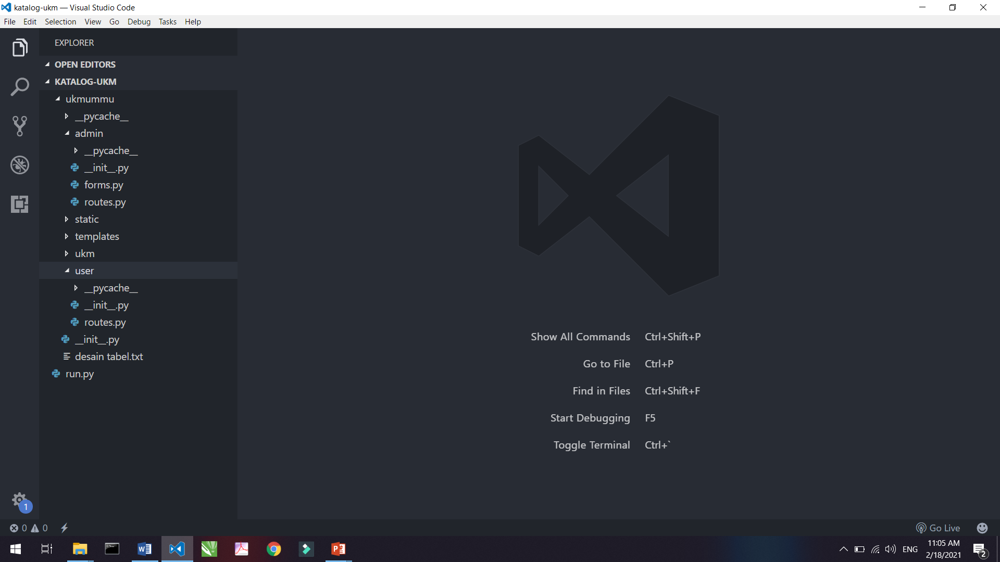 katalog-ukm — Visual Studio Code
File Edit Selection View Go Debug Tasks Help
EXPLORER
OPEN EDITORS
KATALOG-UKM
ukmummu
__pycache__
admin
__pycache__
__init__.py
forms.py
routes.py
static
templates
ukm
user
__pycache__
__init__.py
routes.py
__init__.py
desain tabel.txt
run.py
Show All Commands Ctrl+Shift+P
Go to File Ctrl+P
Find in Files Ctrl+Shift+F
Start Debugging F5
Toggle Terminal Ctrl+`
1
0 0
Go Live
ENG
11:05 AM
2/18/2021
2